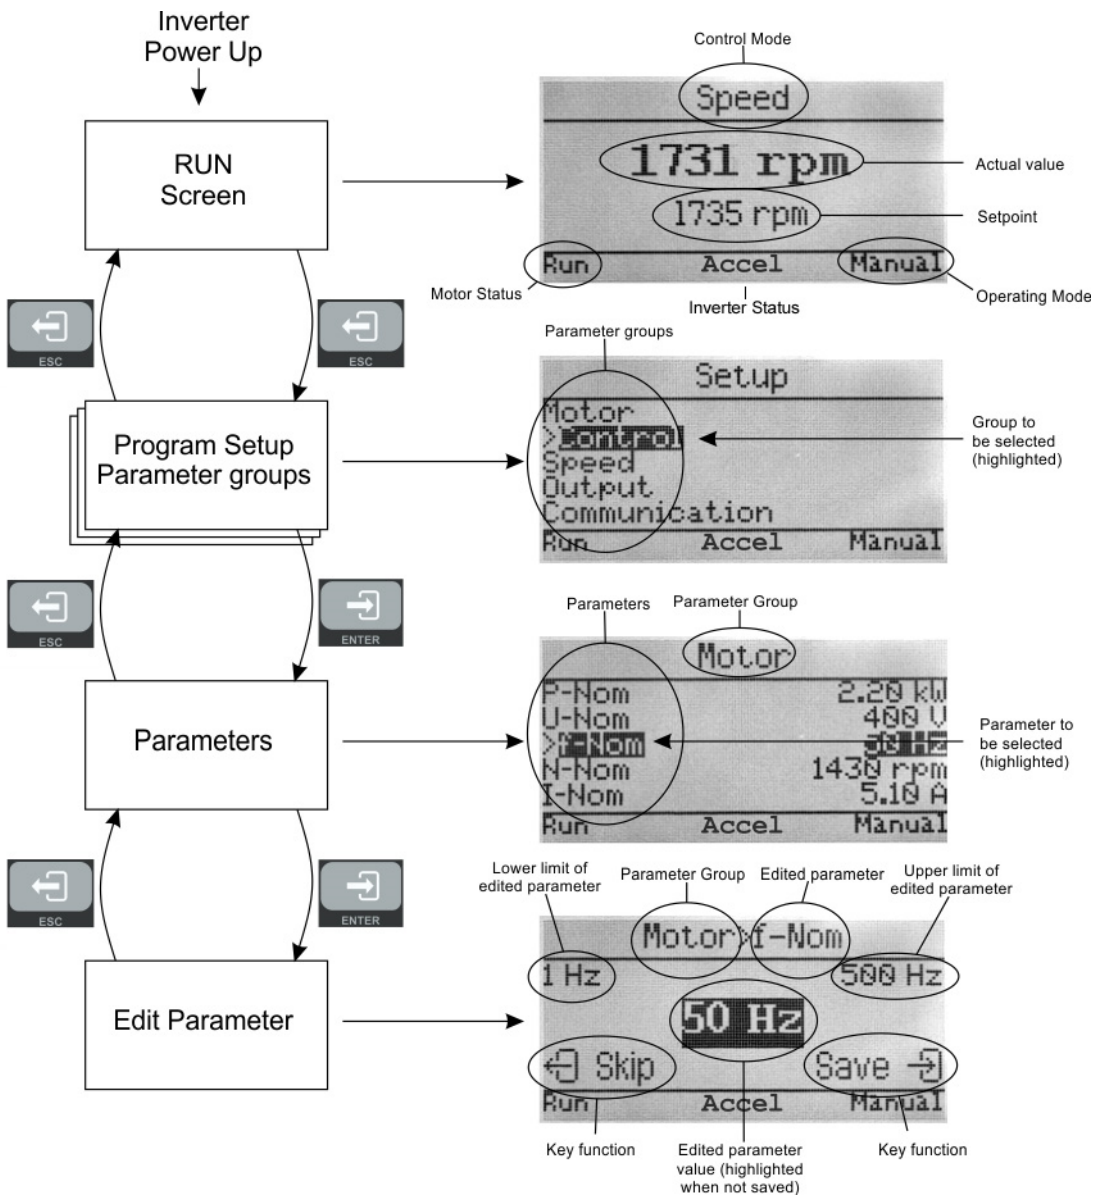 Inverter
Power Up
Control Mode
Speed
RUN
Screen
1731 rpm
Actual value
1735 rpm
Setpoint
Run
Accel
Manual
Motor Status
Inverter Status
Operating Mode
ESC
ESC
Parameter groups
Setup
Motor
>Control
Speed
Output
Communication
Run
Accel
Manual
Group to
be selected
(highlighted)
Program Setup
Parameter groups
ESC
ENTER
Parameters
Parameter Group
Motor
P-Nom 2.20 kW
U-Nom 400 V
>f-Nom 50 Hz
N-Nom 1430 rpm
I-Nom 5.10 A
Run
Accel
Manual
Parameter to
be selected
(highlighted)
Parameters
ESC
ENTER
Lower limit of
edited parameter
Parameter Group
Edited parameter
Upper limit of
edited parameter
Motor>f-Nom
1 Hz
500 Hz
50 Hz
Skip
Save
Run
Accel
Manual
Edit Parameter
Key function
Edited parameter
value (highlighted
when not saved)
Key function